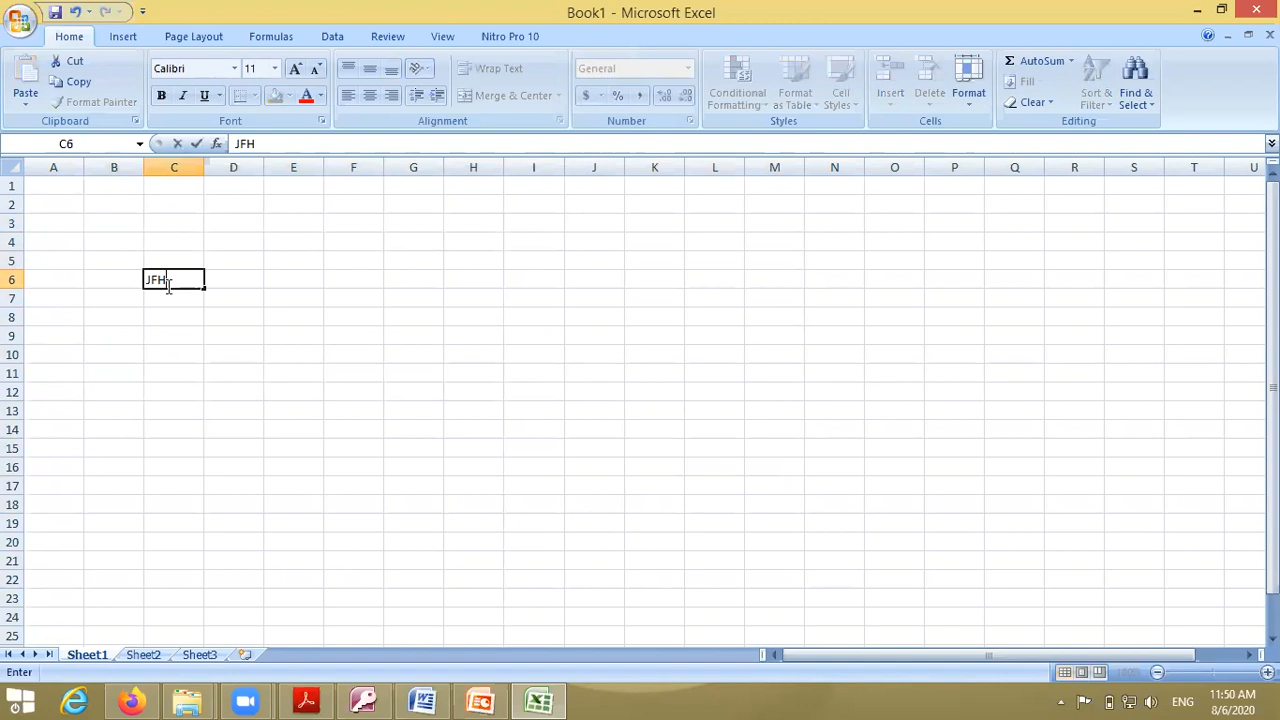 Book1 - Microsoft Excel
Home Insert Page Layout Formulas Data Review View Nitro Pro 10
Paste
Cut
Copy
Format Painter
Clipboard
Calibri 11
B I U
Font
Wrap Text
Merge & Center
Alignment
General
$ % ,
Number
Conditional Formatting
Format as Table
Cell Styles
Styles
Insert Delete Format
Cells
Σ AutoSum
Fill
Clear
Sort & Filter
Find & Select
Editing
C6 fx JFH
A B C D E F G H I J K L M N O P Q R S T U
1
2
3
4
5
6 JFH
7
8
9
10
11
12
13
14
15
16
17
18
19
20
21
22
23
24
25
Sheet1 Sheet2 Sheet3
Enter 100%
ENG 11:50 AM
8/6/2020